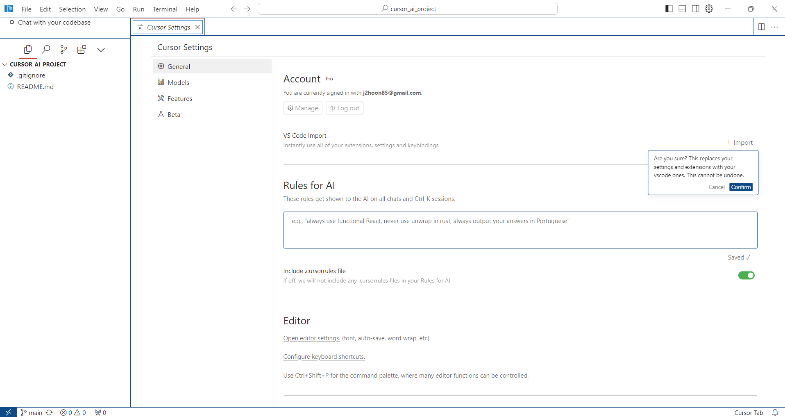 File Edit Selection View Go Run Terminal Help
cursor_ai_project
Chat with your codebase
Cursor Settings
CURSOR AI PROJECT
.gitignore
README.md
Cursor Settings
General
Models
Features
Beta
Account Pro
You are currently signed in with j2hoon85@gmail.com.
Manage Log out
VS Code Import
Instantly use all of your extensions, settings and keybindings
Import
Are you sure? This replaces your
settings and extensions with your
vscode ones. This cannot be undone.
Cancel Confirm
Rules for AI
These rules get shown to the AI on all chats and Ctrl K sessions.
e.g., "always use functional React, never use unwrap in rust, always output your answers in Portuguese"
Saved ✓
Include .cursorrules file
If off, we will not include any .cursorrules files in your Rules for AI.
Editor
Open editor settings. (font, auto-save, word wrap, etc)
Configure keyboard shortcuts.
Use Ctrl+Shift+P for the command palette, where many editor functions can be controlled.
main 0 0 0 Cursor Tab